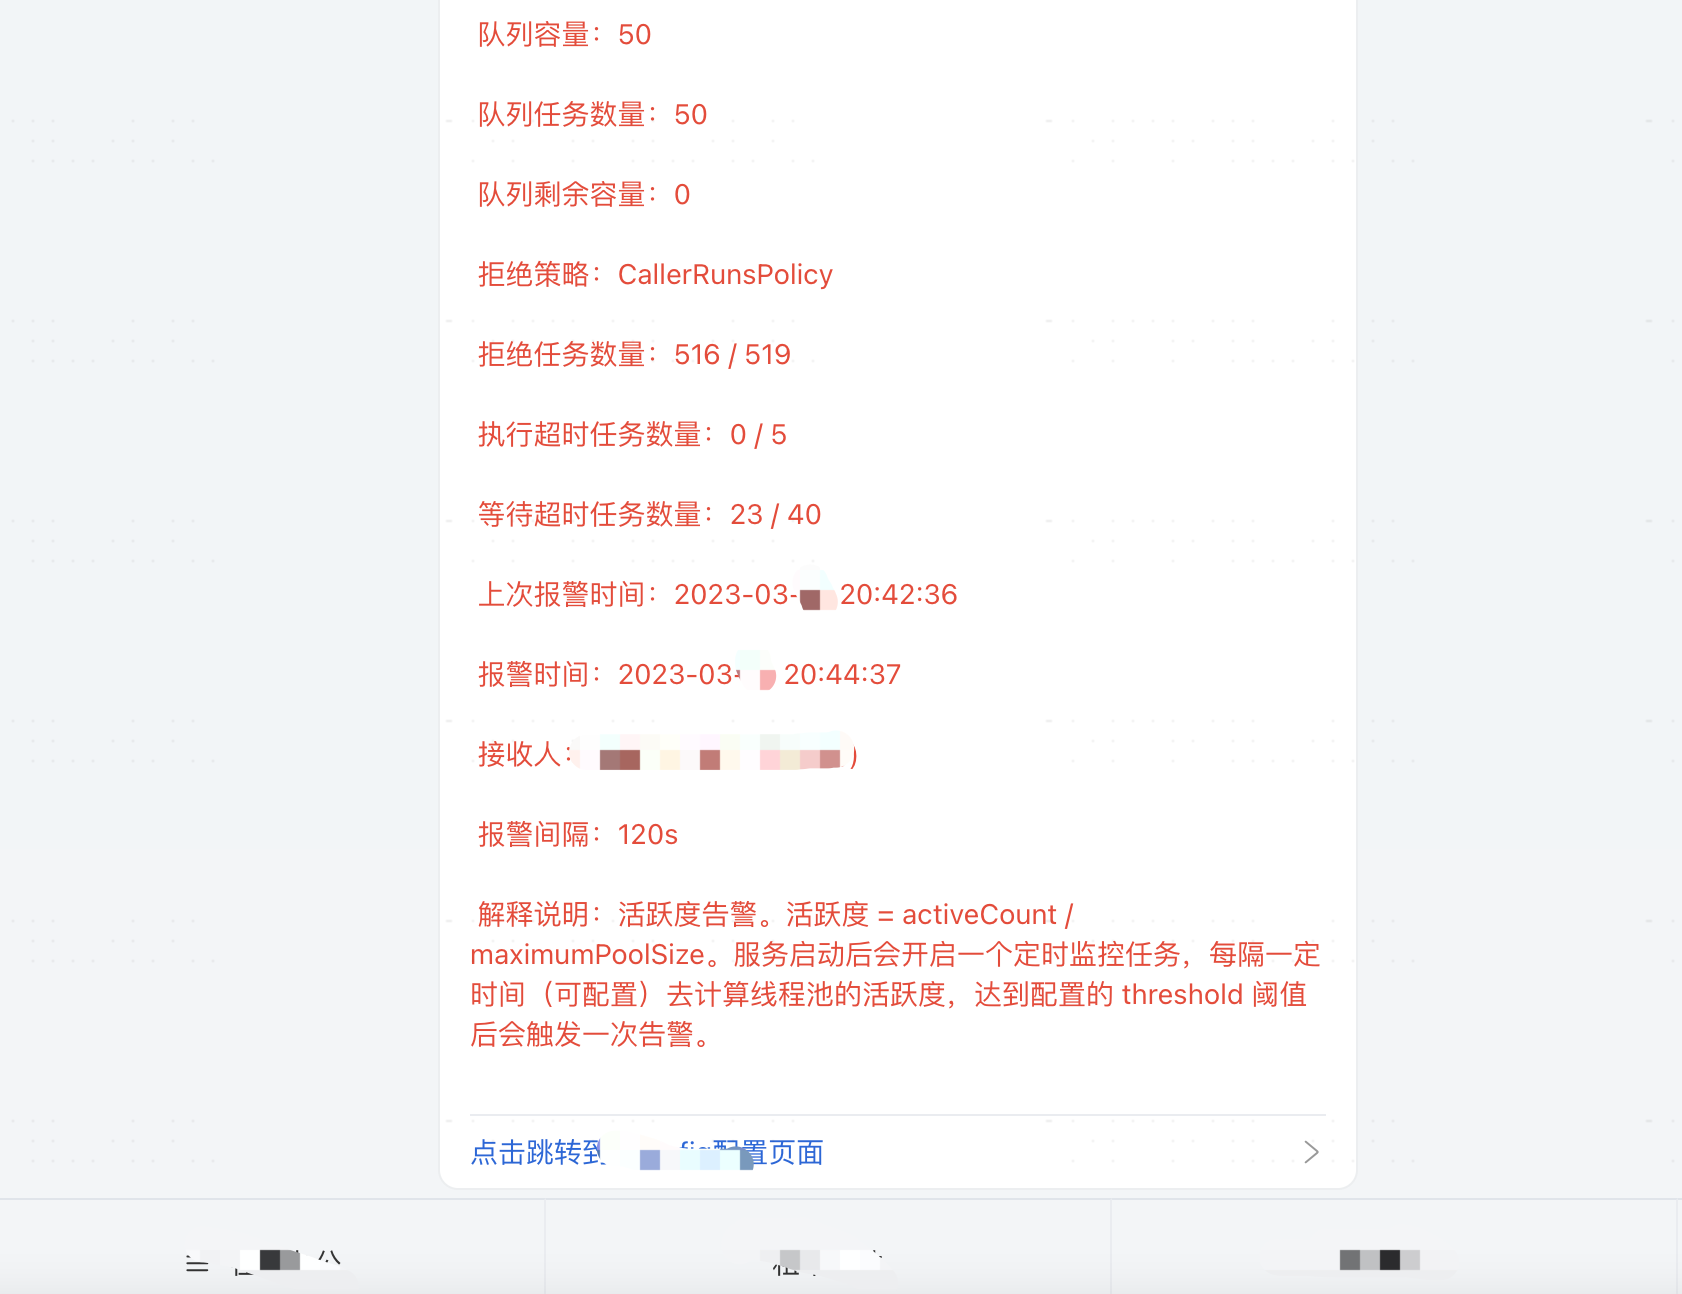 队列容量：50
队列任务数量：50
队列剩余容量：0
拒绝策略：CallerRunsPolicy
拒绝任务数量：516 / 519
执行超时任务数量：0 / 5
等待超时任务数量：23 / 40
上次报警时间：2023-03- 20:42:36
报警时间：2023-03- 20:44:37
接收人： )
报警间隔：120s
解释说明：活跃度告警。活跃度 = activeCount /
maximumPoolSize。服务启动后会开启一个定时监控任务，每隔一定
时间（可配置）去计算线程池的活跃度，达到配置的 threshold 阈值
后会触发一次告警。
点击跳转到 配置页面